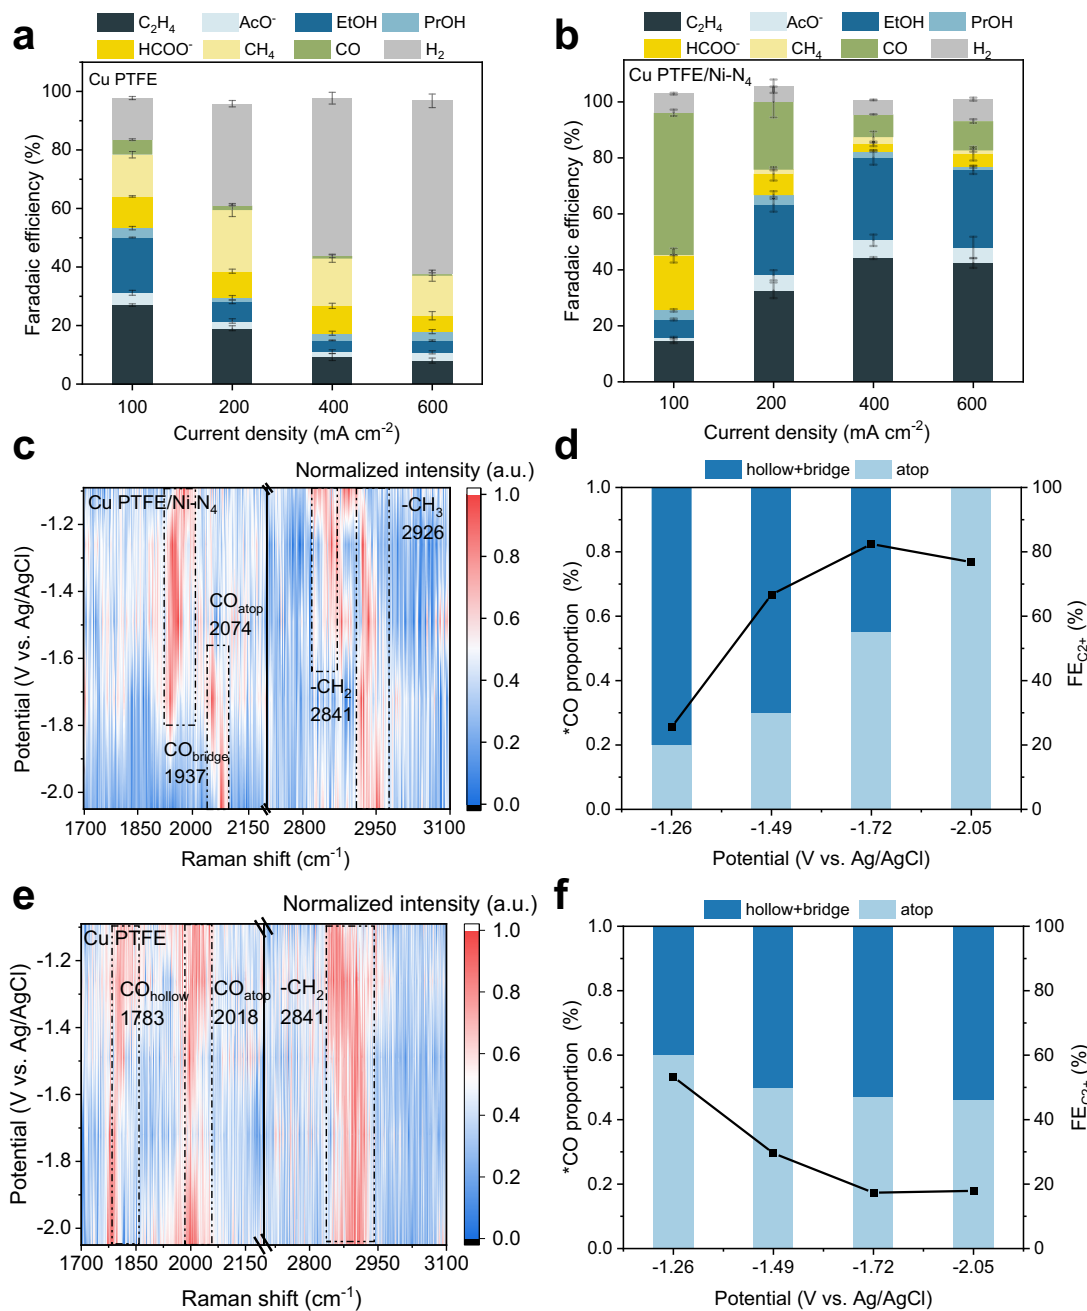 a
C₂H₄ AcO⁻ EtOH PrOH
HCOO⁻ CH₄ CO H₂
Cu PTFE
Faradaic efficiency (%)
100
80
60
40
20
0
100 200 400 600
Current density (mA cm⁻²)
b
C₂H₄ AcO⁻ EtOH PrOH
HCOO⁻ CH₄ CO H₂
Cu PTFE/Ni-N₄
Faradaic efficiency (%)
100
80
60
40
20
0
100 200 400 600
Current density (mA cm⁻²)
c
Normalized intensity (a.u.)
Cu PTFE/Ni-N₄
-CH₃
2926
CO_atop
2074
-CH₂
2841
CO_bridge
1937
Potential (V vs. Ag/AgCl)
-1.2
-1.4
-1.6
-1.8
-2.0
1700 1850 2000 2150 2800 2950 3100
Raman shift (cm⁻¹)
1.0
0.8
0.6
0.4
0.2
0.0
d
hollow+bridge atop
*CO proportion (%)
1.0
0.8
0.6
0.4
0.2
0.0
100
80
60
40
20
0
FE_C2+ (%)
-1.26 -1.49 -1.72 -2.05
Potential (V vs. Ag/AgCl)
e
Normalized intensity (a.u.)
Cu PTFE
CO_hollow
1783
CO_atop
2018
-CH₂
2841
Potential (V vs. Ag/AgCl)
-1.2
-1.4
-1.6
-1.8
-2.0
1700 1850 2000 2150 2800 2950 3100
Raman shift (cm⁻¹)
1.0
0.8
0.6
0.4
0.2
0.0
f
hollow+bridge atop
*CO proportion (%)
1.0
0.8
0.6
0.4
0.2
0.0
100
80
60
40
20
0
FE_C2+ (%)
-1.26 -1.49 -1.72 -2.05
Potential (V vs. Ag/AgCl)